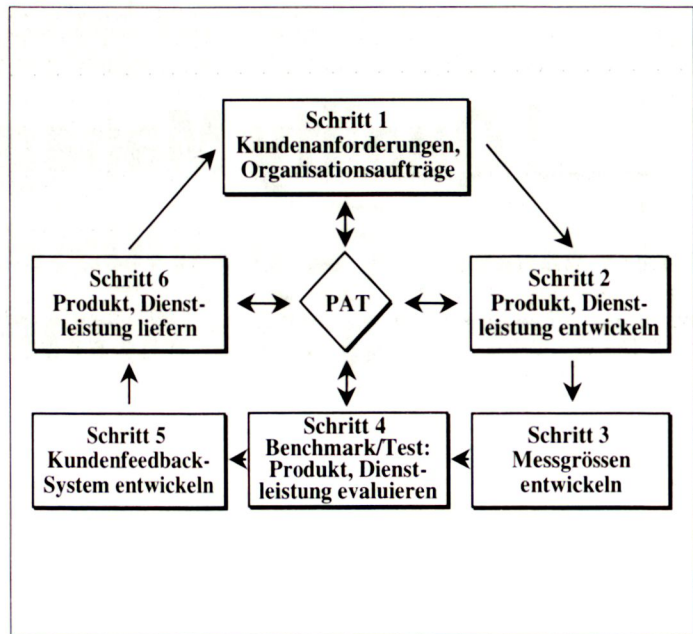 Schritt 1
Kundenanforderungen,
Organisationsaufträge
Schritt 2
Produkt, Dienst-
leistung entwickeln
Schritt 3
Messgrössen
entwickeln
Schritt 4
Benchmark/Test:
Produkt, Dienst-
leistung evaluieren
Schritt 5
Kundenfeedback-
System entwickeln
Schritt 6
Produkt, Dienst-
leistung liefern
PAT